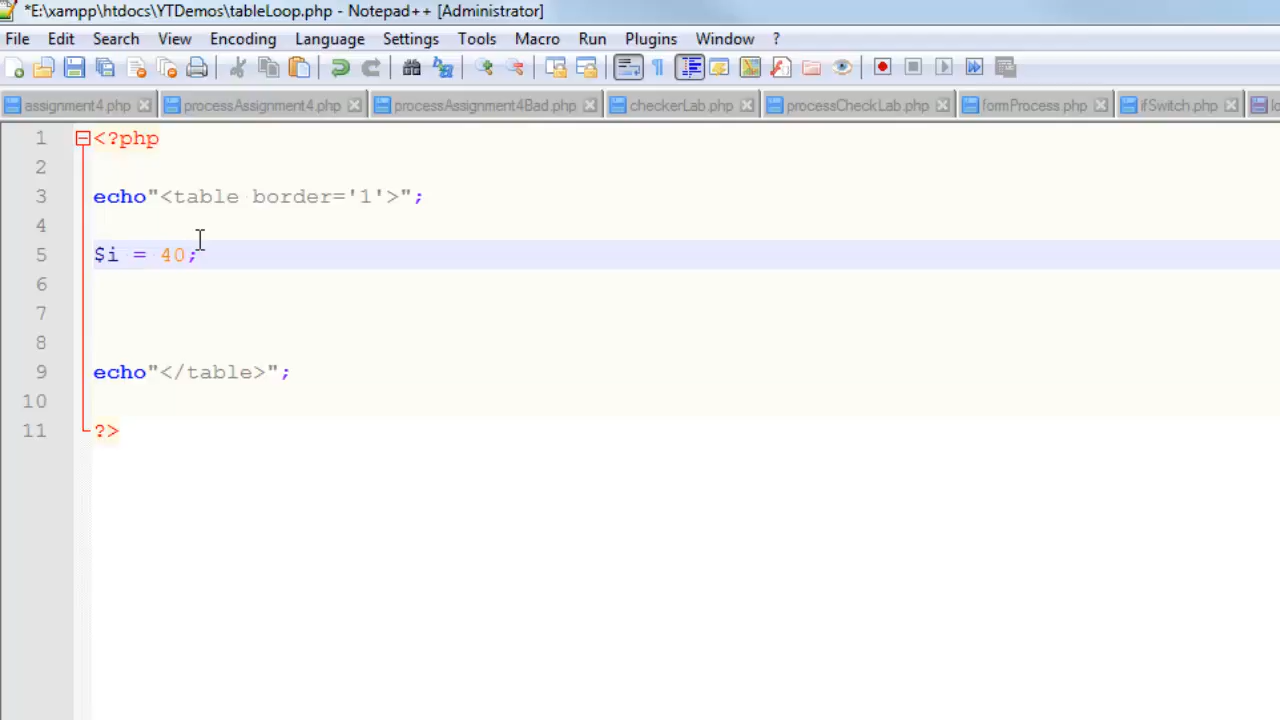 *E:\xampp\htdocs\YTDemos\tableLoop.php - Notepad++ [Administrator]
File Edit Search View Encoding Language Settings Tools Macro Run Plugins Window ?
assignment4.php processAssignment4.php processAssignment4Bad.php checkerLab.php processCheckLab.php formProcess.php ifSwitch.php
1 <?php
2
3 echo"<table border='1'>";
4
5 $i = 40;
6
7
8
9 echo"</table>";
10
11 ?>